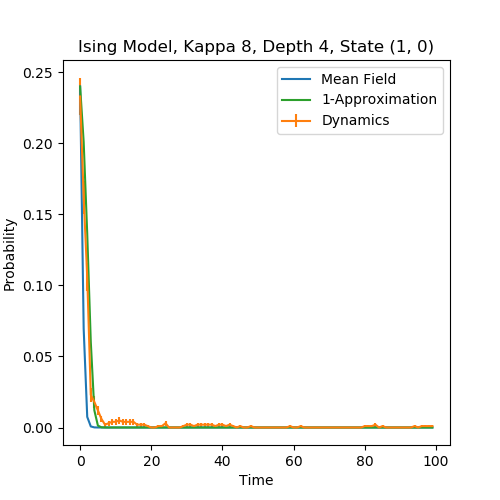 Ising Model, Kappa 8, Depth 4, State (1, 0)
Mean Field
1-Approximation
Dynamics
Probability
0.25
0.20
0.15
0.10
0.05
0.00
0 20 40 60 80 100
Time